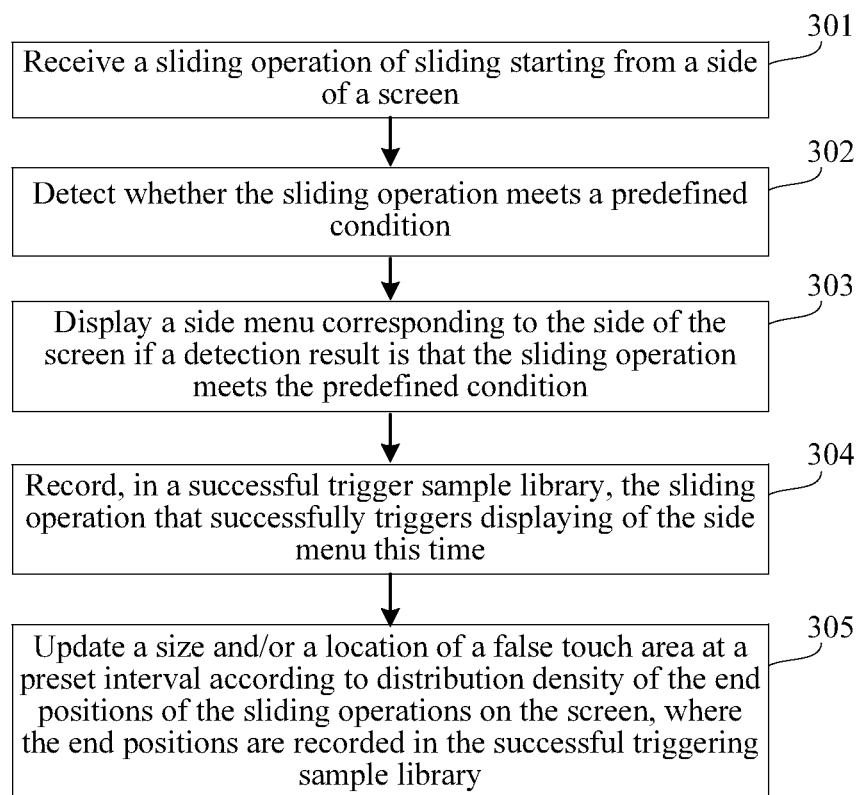 301
Receive a sliding operation of sliding starting from a side
of a screen
302
Detect whether the sliding operation meets a predefined
condition
303
Display a side menu corresponding to the side of the
screen if a detection result is that the sliding operation
meets the predefined condition
304
Record, in a successful trigger sample library, the sliding
operation that successfully triggers displaying of the side
menu this time
305
Update a size and/or a location of a false touch area at a
preset interval according to distribution density of the end
positions of the sliding operations on the screen, where
the end positions are recorded in the successful triggering
sample library